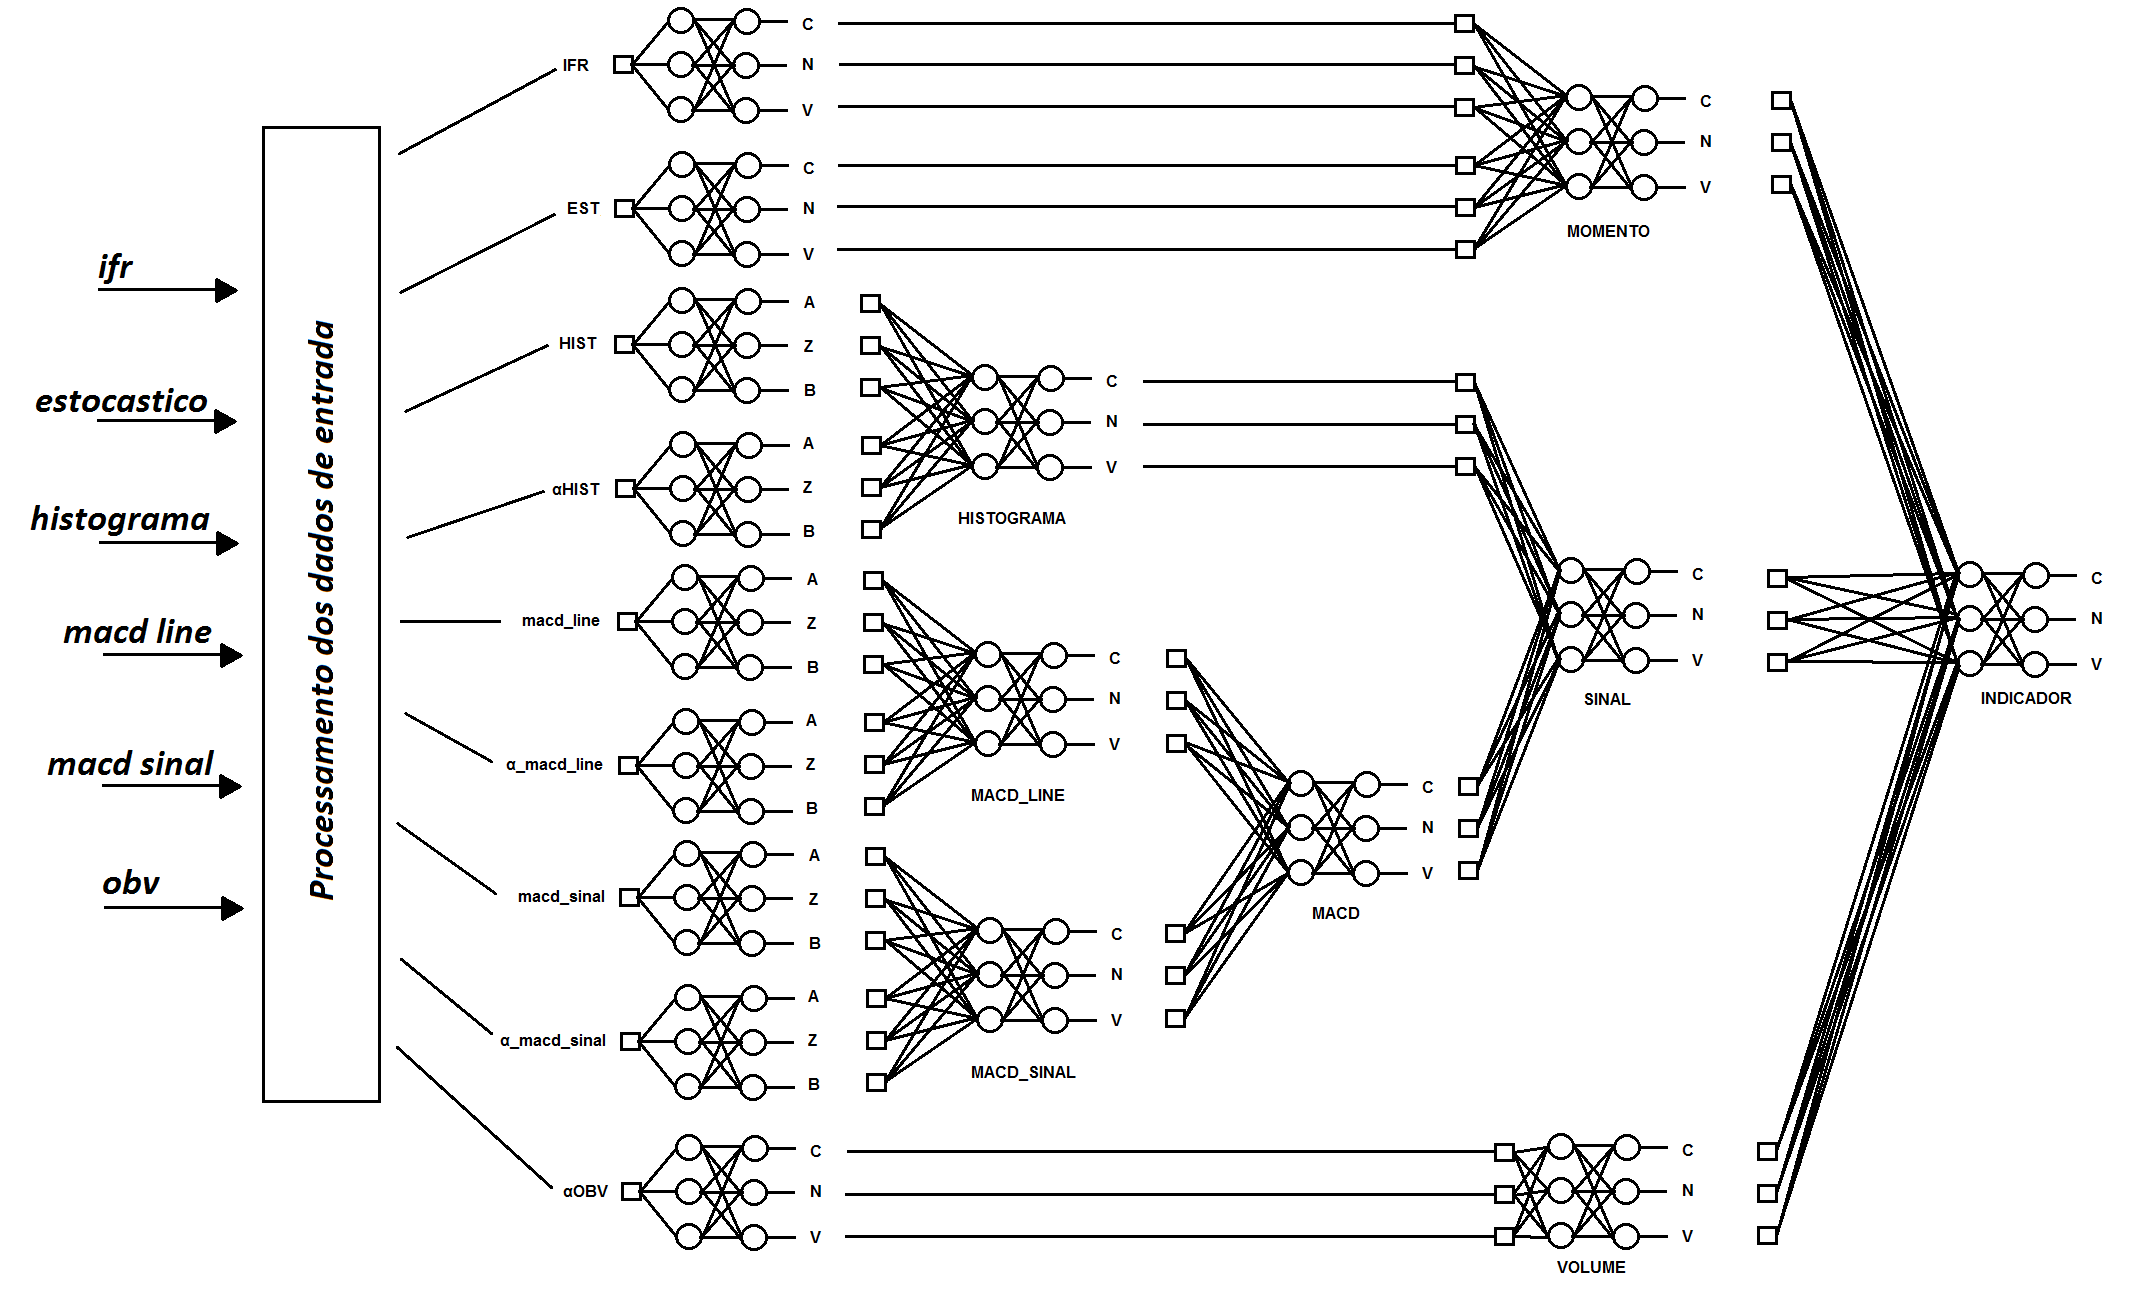 ifr
estocastico
histograma
macd line
macd sinal
obv
Processamento dos dados de entrada
IFR
C
N
V
EST
C
N
V
HIST
A
Z
B
αHIST
A
Z
B
macd_line
A
Z
B
α_macd_line
A
Z
B
macd_sinal
A
Z
B
α_macd_sinal
A
Z
B
αOBV
C
N
V
C
N
V
HISTOGRAMA
C
N
V
MACD_LINE
C
N
V
MACD_SINAL
C
N
V
MACD
C
N
V
MOMENTO
C
N
V
SINAL
C
N
V
VOLUME
C
N
V
INDICADOR